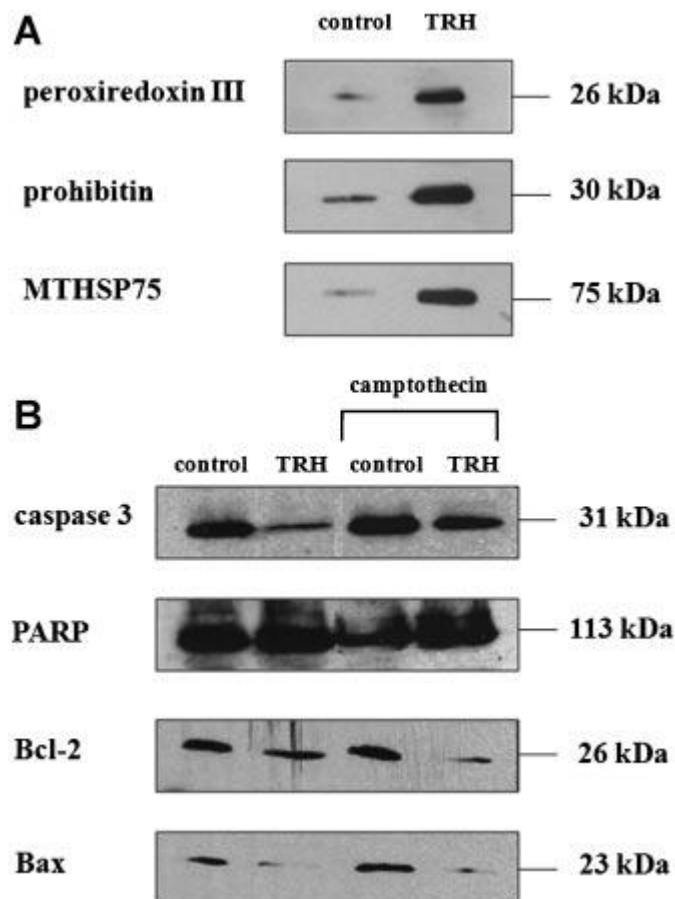 A
control TRH
peroxiredoxin III 26 kDa
prohibitin 30 kDa
MTHSP75 75 kDa
camptothecin
B
control TRH control TRH
caspase 3 31 kDa
PARP 113 kDa
Bcl-2 26 kDa
Bax 23 kDa